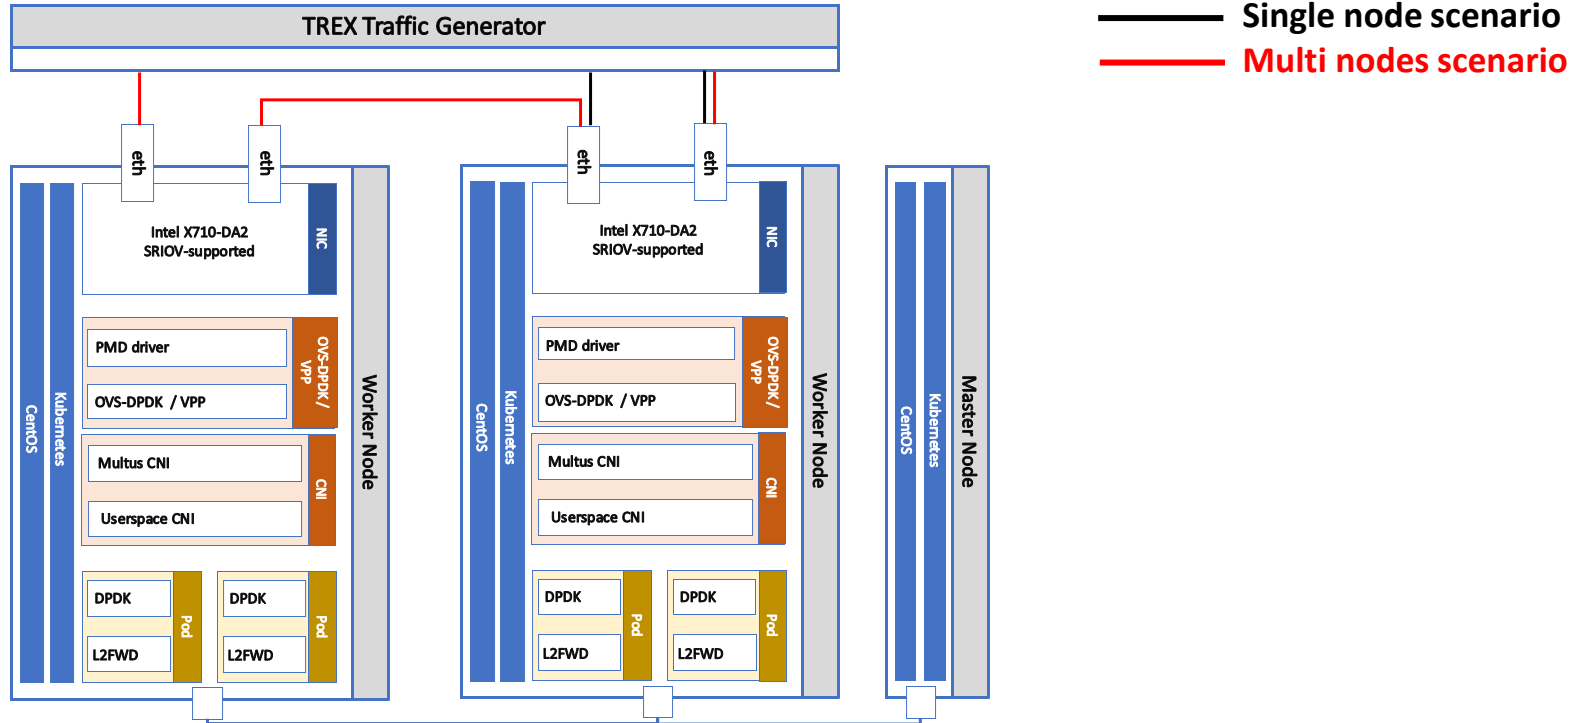 TREX Traffic Generator
Single node scenario
Multi nodes scenario
eth
eth
eth
eth
CentOS
Kubernetes
Intel X710-DA2
SRIOV-supported
NIC
PMD driver
OVS-DPDK / VPP
OVS-DPDK /
VPP
Multus CNI
Userspace CNI
CNI
DPDK
L2FWD
Pod
DPDK
L2FWD
Pod
Worker Node
CentOS
Kubernetes
Intel X710-DA2
SRIOV-supported
NIC
PMD driver
OVS-DPDK / VPP
OVS-DPDK /
VPP
Multus CNI
Userspace CNI
CNI
DPDK
L2FWD
Pod
DPDK
L2FWD
Pod
Worker Node
CentOS
Kubernetes
Master Node